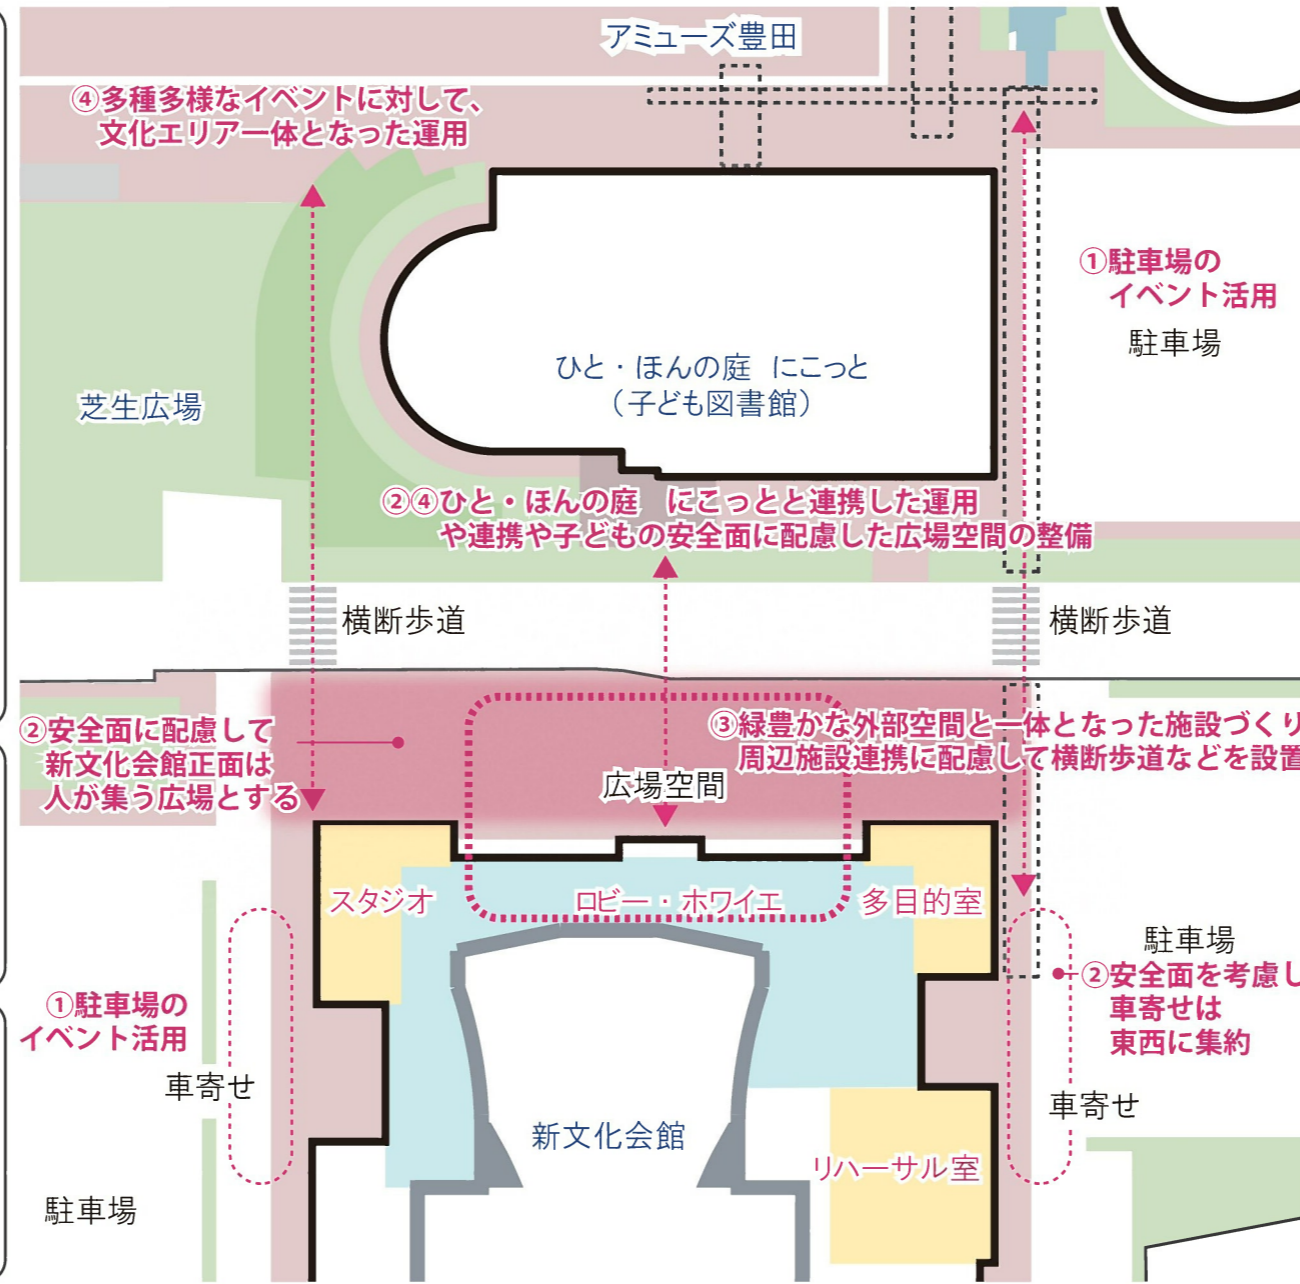 アミューズ豊田
④多種多様なイベントに対して、
文化エリア一体となった運用
①駐車場の
イベント活用
駐車場
ひと・ほんの庭　にこっと
（子ども図書館）
芝生広場
②④ひと・ほんの庭　にこっとと連携した運用
や連携や子どもの安全面に配慮した広場空間の整備
横断歩道
横断歩道
②安全面に配慮して
新文化会館正面は
人が集う広場とする
③緑豊かな外部空間と一体となった施設づくり
周辺施設連携に配慮して横断歩道などを設置
広場空間
スタジオ
ロビー・ホワイエ
多目的室
駐車場
②安全面を考慮し
車寄せは
東西に集約
①駐車場の
イベント活用
車寄せ
車寄せ
新文化会館
リハーサル室
駐車場